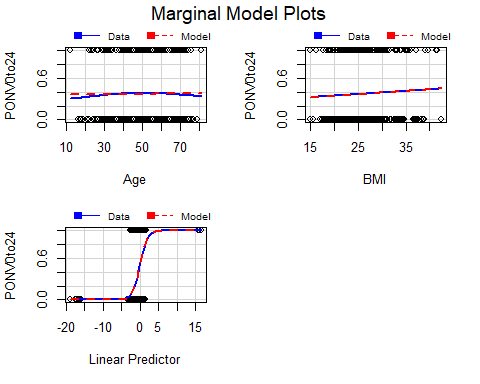 Marginal Model Plots
Data Model
PONV0to24
0.0 0.6
10 30 50 70
Age
Data Model
PONV0to24
0.0 0.6
15 25 35
BMI
Data Model
PONV0to24
0.0 0.6
-20 -10 0 5 15
Linear Predictor